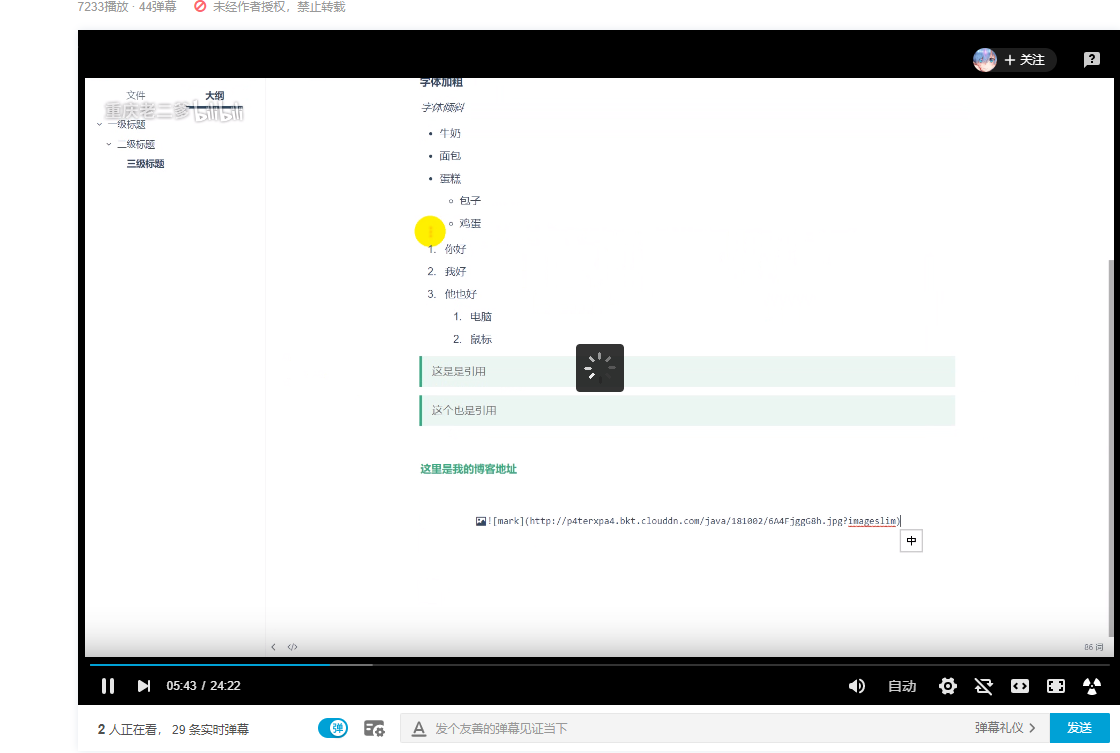 7233播放 · 44弹幕 未经作者授权，禁止转载
+ 关注
文件 大纲
重庆老二爹 bilibili
一级标题
二级标题
三级标题
字体加粗
字体倾斜
• 牛奶
• 面包
• 蛋糕
◦ 包子
◦ 鸡蛋
1. 你好
2. 我好
3. 他也好
1. 电脑
2. 鼠标
这是是引用
这个也是引用
这里是我的博客地址
![mark](http://p4terxpa4.bkt.clouddn.com/java/181002/6A4FjggG8h.jpg?imageslim)
中
86 词
05:43 / 24:22
自动
2 人正在看， 29 条实时弹幕
弹
A 发个友善的弹幕见证当下
弹幕礼仪 >
发送